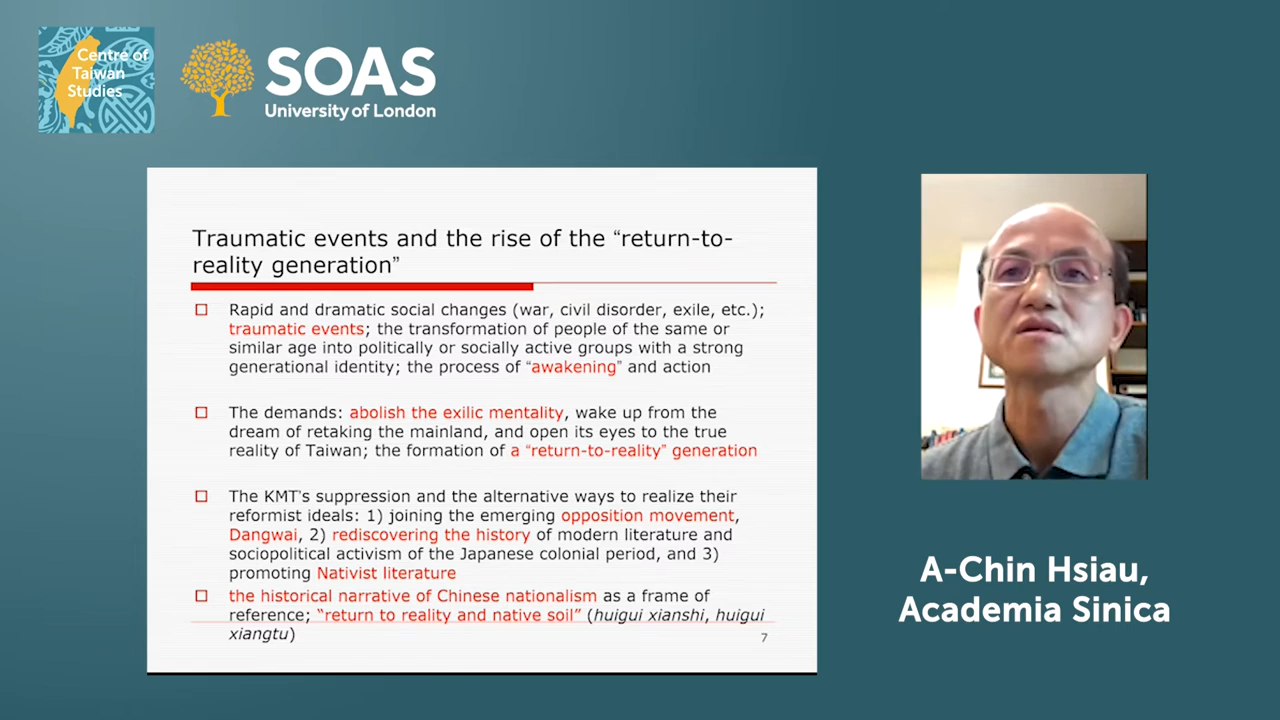 Centre of
Taiwan
Studies
SOAS
University of London
Traumatic events and the rise of the “return-to-
reality generation”
Rapid and dramatic social changes (war, civil disorder, exile, etc.);
traumatic events; the transformation of people of the same or
similar age into politically or socially active groups with a strong
generational identity; the process of “awakening” and action
The demands: abolish the exilic mentality, wake up from the
dream of retaking the mainland, and open its eyes to the true
reality of Taiwan; the formation of a “return-to-reality” generation
The KMT's suppression and the alternative ways to realize their
reformist ideals: 1) joining the emerging opposition movement,
Dangwai, 2) rediscovering the history of modern literature and
sociopolitical activism of the Japanese colonial period, and 3)
promoting Nativist literature
the historical narrative of Chinese nationalism as a frame of
reference; “return to reality and native soil” (huigui xianshi, huigui
xiangtu)
7
A-Chin Hsiau,
Academia Sinica